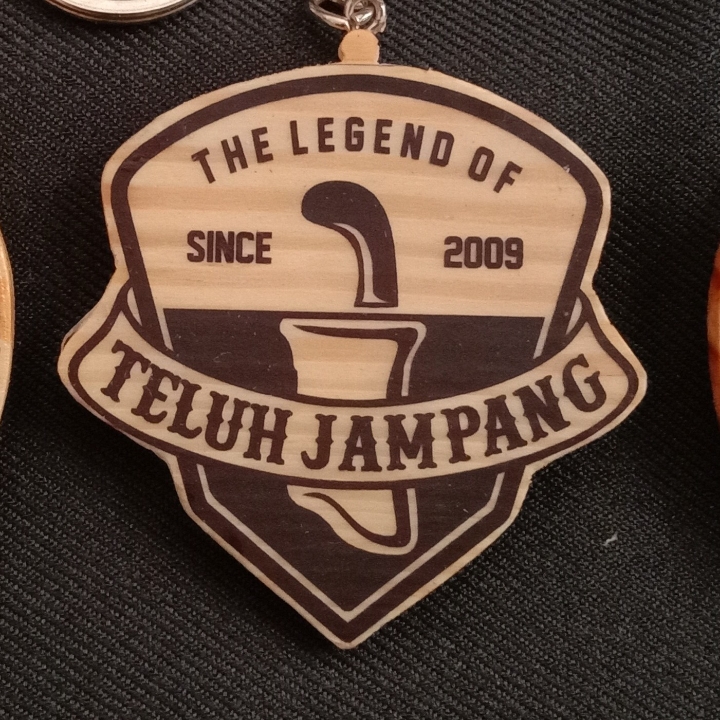 THE LEGEND OF
SINCE 2009
TELUH JAMPANG